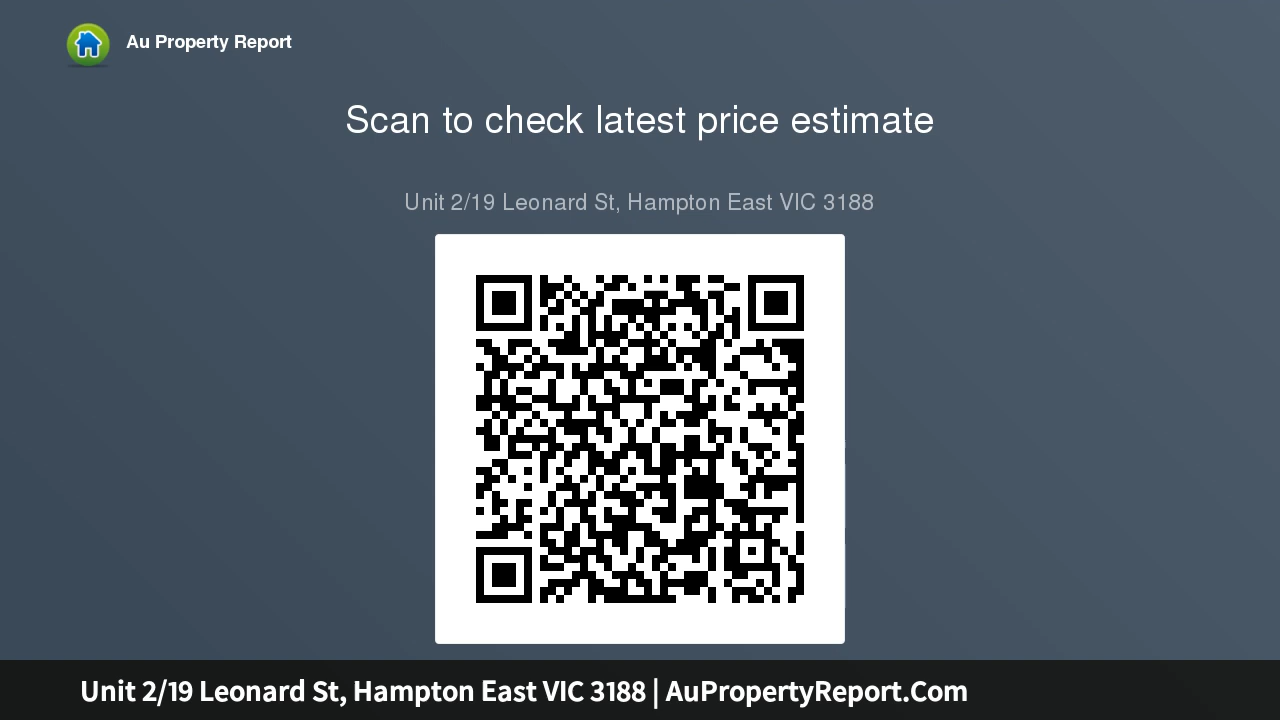 Au Property Report
Scan to check latest price estimate
Unit 2/19 Leonard St, Hampton East VIC 3188
Unit 2/19 Leonard St, Hampton East VIC 3188 | AuPropertyReport.Com